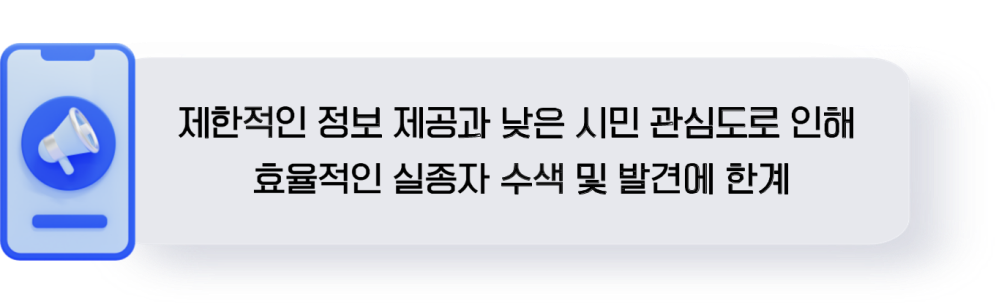 제한적인 정보 제공과 낮은 시민 관심도로 인해
효율적인 실종자 수색 및 발견에 한계